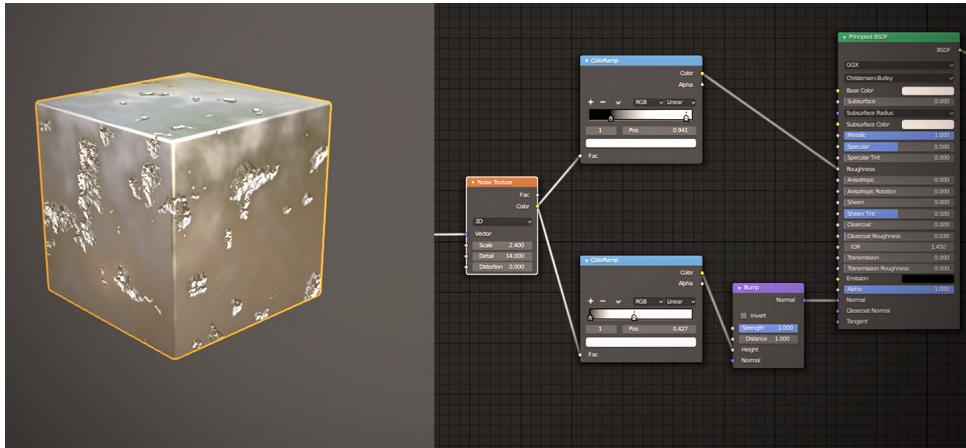 Noise Texture
Fac
Color
3D
Vector
Scale 2.400
Detail 14.000
Distortion 0.000
ColorRamp
Color
Alpha
RGB Linear
1 Pos 0.941
Fac
ColorRamp
Color
Alpha
RGB Linear
1 Pos 0.427
Fac
Bump
Normal
Invert
Strength 1.000
Distance 1.000
Height
Normal
Principled BSDF
BSDF
GGX
Christensen-Burley
Base Color
Subsurface 0.000
Subsurface Radius
Subsurface Color
Metallic 1.000
Specular 0.500
Specular Tint 0.000
Roughness
Anisotropic 0.000
Anisotropic Rotation 0.000
Sheen 0.000
Sheen Tint 0.500
Clearcoat 0.000
Clearcoat Roughness 0.030
IOR 1.450
Transmission 0.000
Transmission Roughness 0.000
Emission
Alpha 1.000
Normal
Clearcoat Normal
Tangent